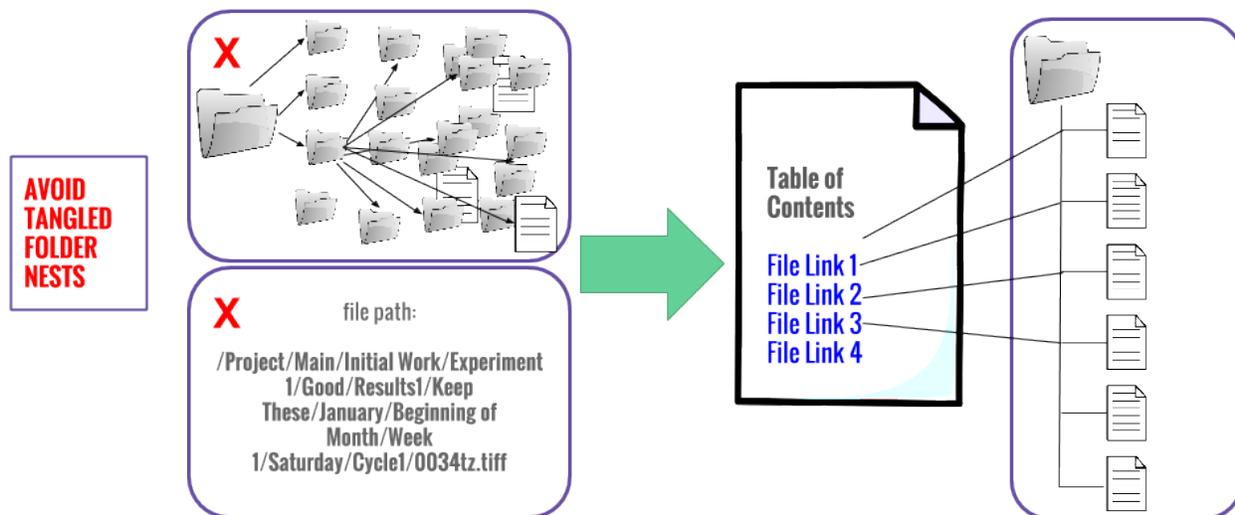 AVOID
TANGLED
FOLDER
NESTS
X
X
file path:
/Project/Main/Initial Work/Experiment
1/Good/Results1/Keep
These/January/Beginning of
Month/Week
1/Saturday/Cycle1/0034tz.tiff
Table of
Contents
File Link 1
File Link 2
File Link 3
File Link 4